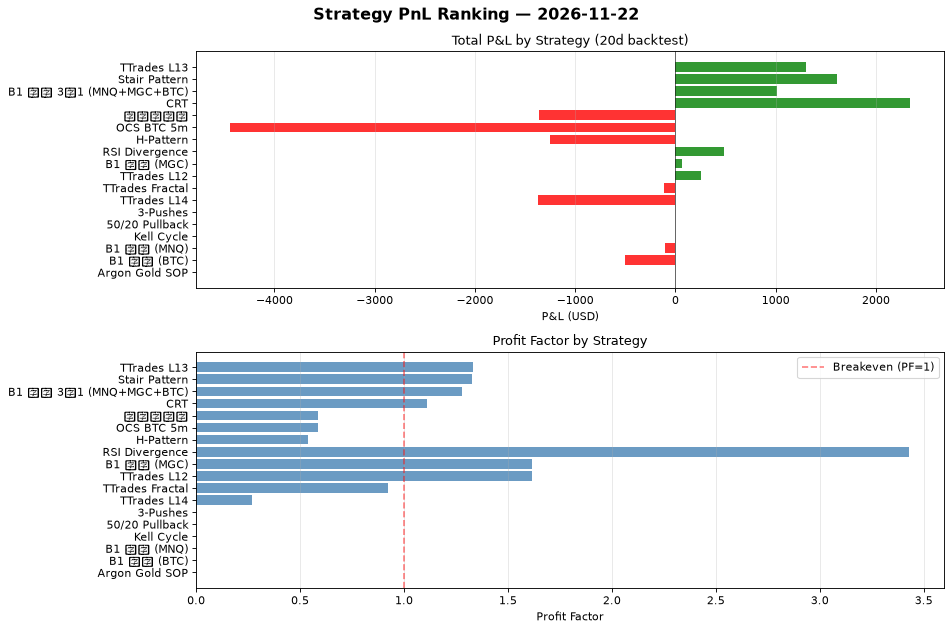 Strategy PnL Ranking — 2026-11-22
Total P&L by Strategy (20d backtest)
TTrades L13
Stair Pattern
B1 3 1 (MNQ+MGC+BTC)
CRT
OCS BTC 5m
H-Pattern
RSI Divergence
B1 (MGC)
TTrades L12
TTrades Fractal
TTrades L14
3-Pushes
50/20 Pullback
Kell Cycle
B1 (MNQ)
B1 (BTC)
Argon Gold SOP
−4000 −3000 −2000 −1000 0 1000 2000
P&L (USD)
Profit Factor by Strategy
TTrades L13
Stair Pattern
B1 3 1 (MNQ+MGC+BTC)
CRT
OCS BTC 5m
H-Pattern
RSI Divergence
B1 (MGC)
TTrades L12
TTrades Fractal
TTrades L14
3-Pushes
50/20 Pullback
Kell Cycle
B1 (MNQ)
B1 (BTC)
Argon Gold SOP
Breakeven (PF=1)
0.0 0.5 1.0 1.5 2.0 2.5 3.0 3.5
Profit Factor